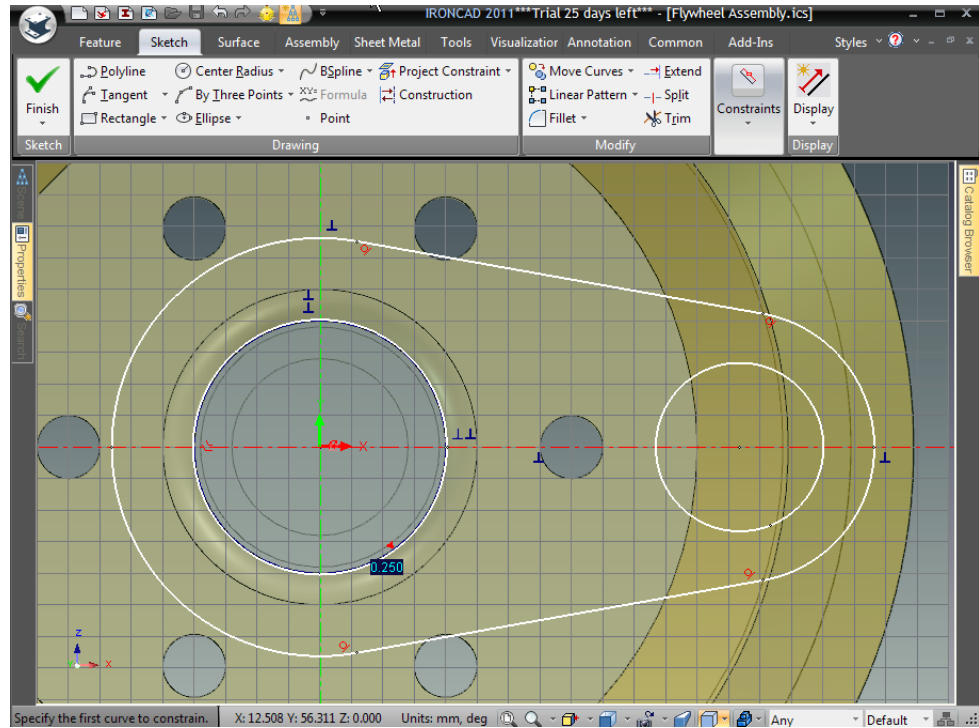 IRONCAD 2011***Trial 25 days left*** - [Flywheel Assembly.ics]
Feature Sketch Surface Assembly Sheet Metal Tools Visualization Annotation Common Add-Ins Styles
Polyline Center Radius BSpline Project Constraint Move Curves Extend
Finish Tangent By Three Points XY= Formula Construction Linear Pattern Split Constraints Display
Rectangle Ellipse Point Fillet Trim
Sketch Drawing Modify Display
Scene
Properties
Search
Catalog Browser
X
0.250
Z
X
Specify the first curve to constrain. X: 12.508 Y: 56.311 Z: 0.000 Units: mm, deg Any Default